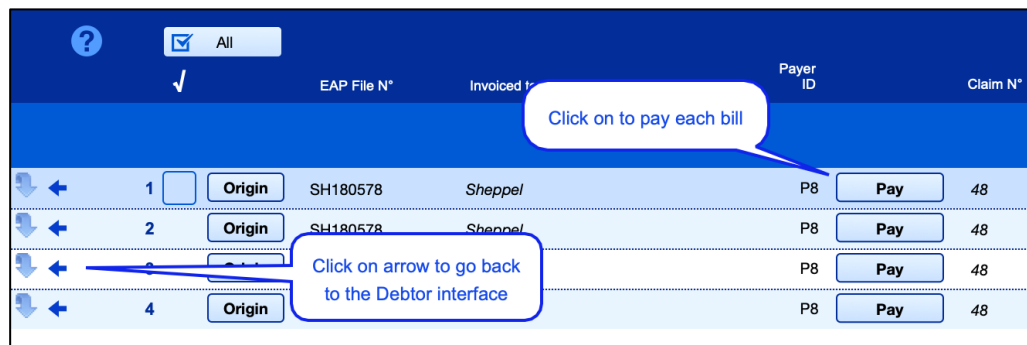 ? All
√ EAP File N° Invoiced Payer ID Claim N°
Click on to pay each bill
1 Origin SH180578 Sheppel P8 Pay 48
2 Origin SH180578 Sheppel P8 Pay 48
P8 Pay 48
Click on arrow to go back
to the Debtor interface
4 Origin P8 Pay 48